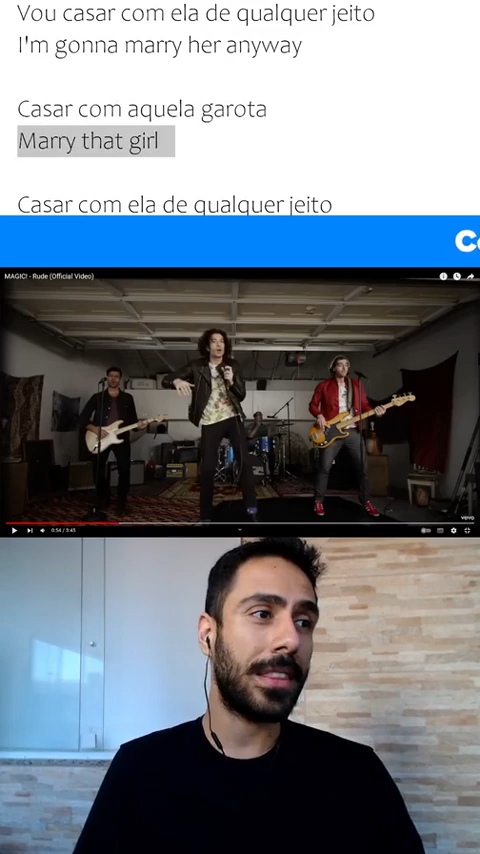 Vou casar com ela de qualquer jeito
I'm gonna marry her anyway
Casar com aquela garota
Marry that girl
Casar com ela de qualquer jeito
MAGIC! - Rude (Official Video)
vevo
0:54 / 3:45